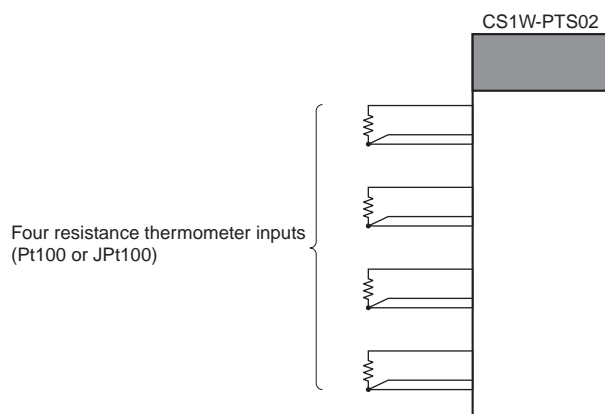 CS1W-PTS02
Four resistance thermometer inputs
(Pt100 or JPt100)